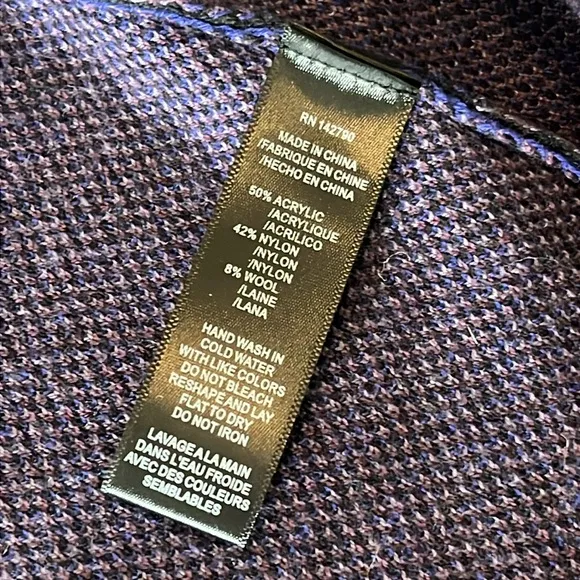 RN 142790
MADE IN CHINA
/FABRIQUE EN CHINE
/HECHO EN CHINA
50% ACRYLIC
/ACRYLIQUE
/ACRILICO
42% NYLON
/NYLON
/NYLON
8% WOOL
/LAINE
/LANA
HAND WASH IN
COLD WATER
WITH LIKE COLORS
DO NOT BLEACH
RESHAPE AND LAY
FLAT TO DRY
DO NOT IRON
LAVAGE A LA MAIN
DANS L'EAU FROIDE
AVEC DES COULEURS
SEMBLABLES